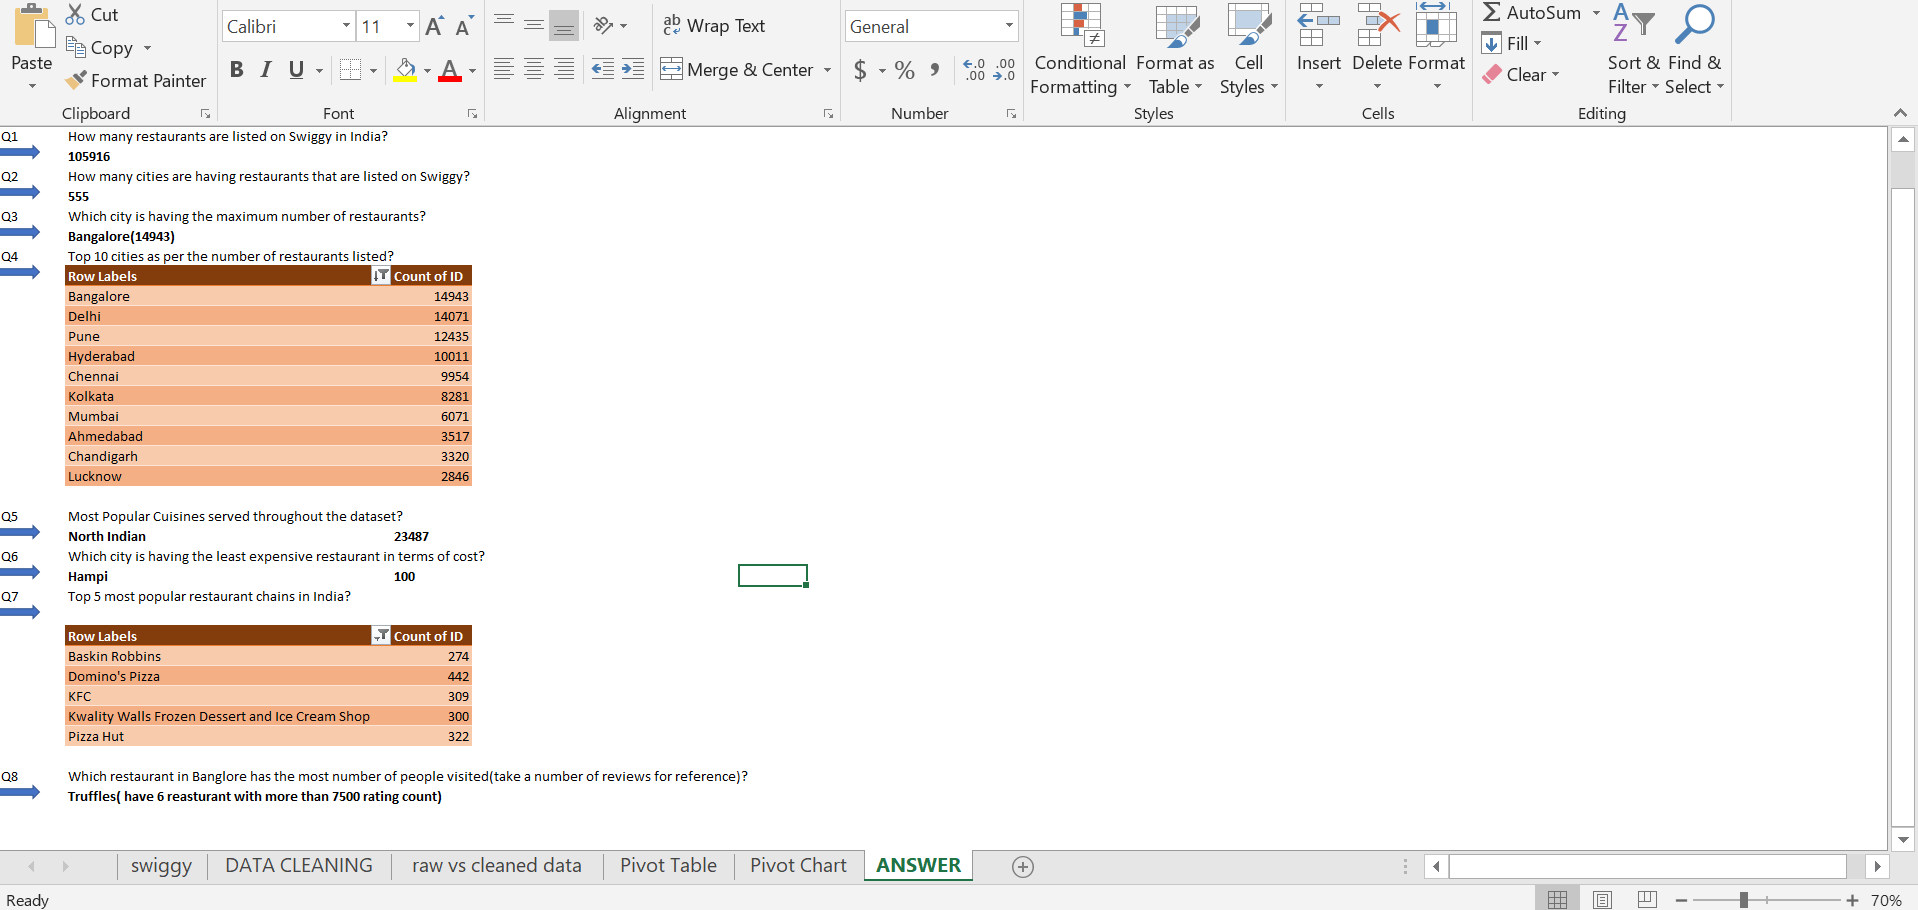 Cut
Copy
Format Painter
Paste
Clipboard
Calibri 11 A A
B I U A
Font
ab c Wrap Text
Merge & Center
Alignment
General
$ % , .0 .00 .00 .0
Number
Conditional Formatting
Format as Table
Cell Styles
Styles
Insert Delete Format
Cells
AutoSum
Fill
Clear
A Z
Sort & Filter
Find & Select
Editing
Q1 How many restaurants are listed on Swiggy in India?
105916
Q2 How many cities are having restaurants that are listed on Swiggy?
555
Q3 Which city is having the maximum number of restaurants?
Bangalore(14943)
Q4 Top 10 cities as per the number of restaurants listed?
Row Labels Count of ID
Bangalore 14943
Delhi 14071
Pune 12435
Hyderabad 10011
Chennai 9954
Kolkata 8281
Mumbai 6071
Ahmedabad 3517
Chandigarh 3320
Lucknow 2846
Q5 Most Popular Cuisines served throughout the dataset?
North Indian 23487
Q6 Which city is having the least expensive restaurant in terms of cost?
Hampi 100
Q7 Top 5 most popular restaurant chains in India?
Row Labels Count of ID
Baskin Robbins 274
Domino's Pizza 442
KFC 309
Kwality Walls Frozen Dessert and Ice Cream Shop 300
Pizza Hut 322
Q8 Which restaurant in Banglore has the most number of people visited(take a number of reviews for reference)?
Truffles( have 6 reasturant with more than 7500 rating count)
swiggy DATA CLEANING raw vs cleaned data Pivot Table Pivot Chart ANSWER
Ready 70%